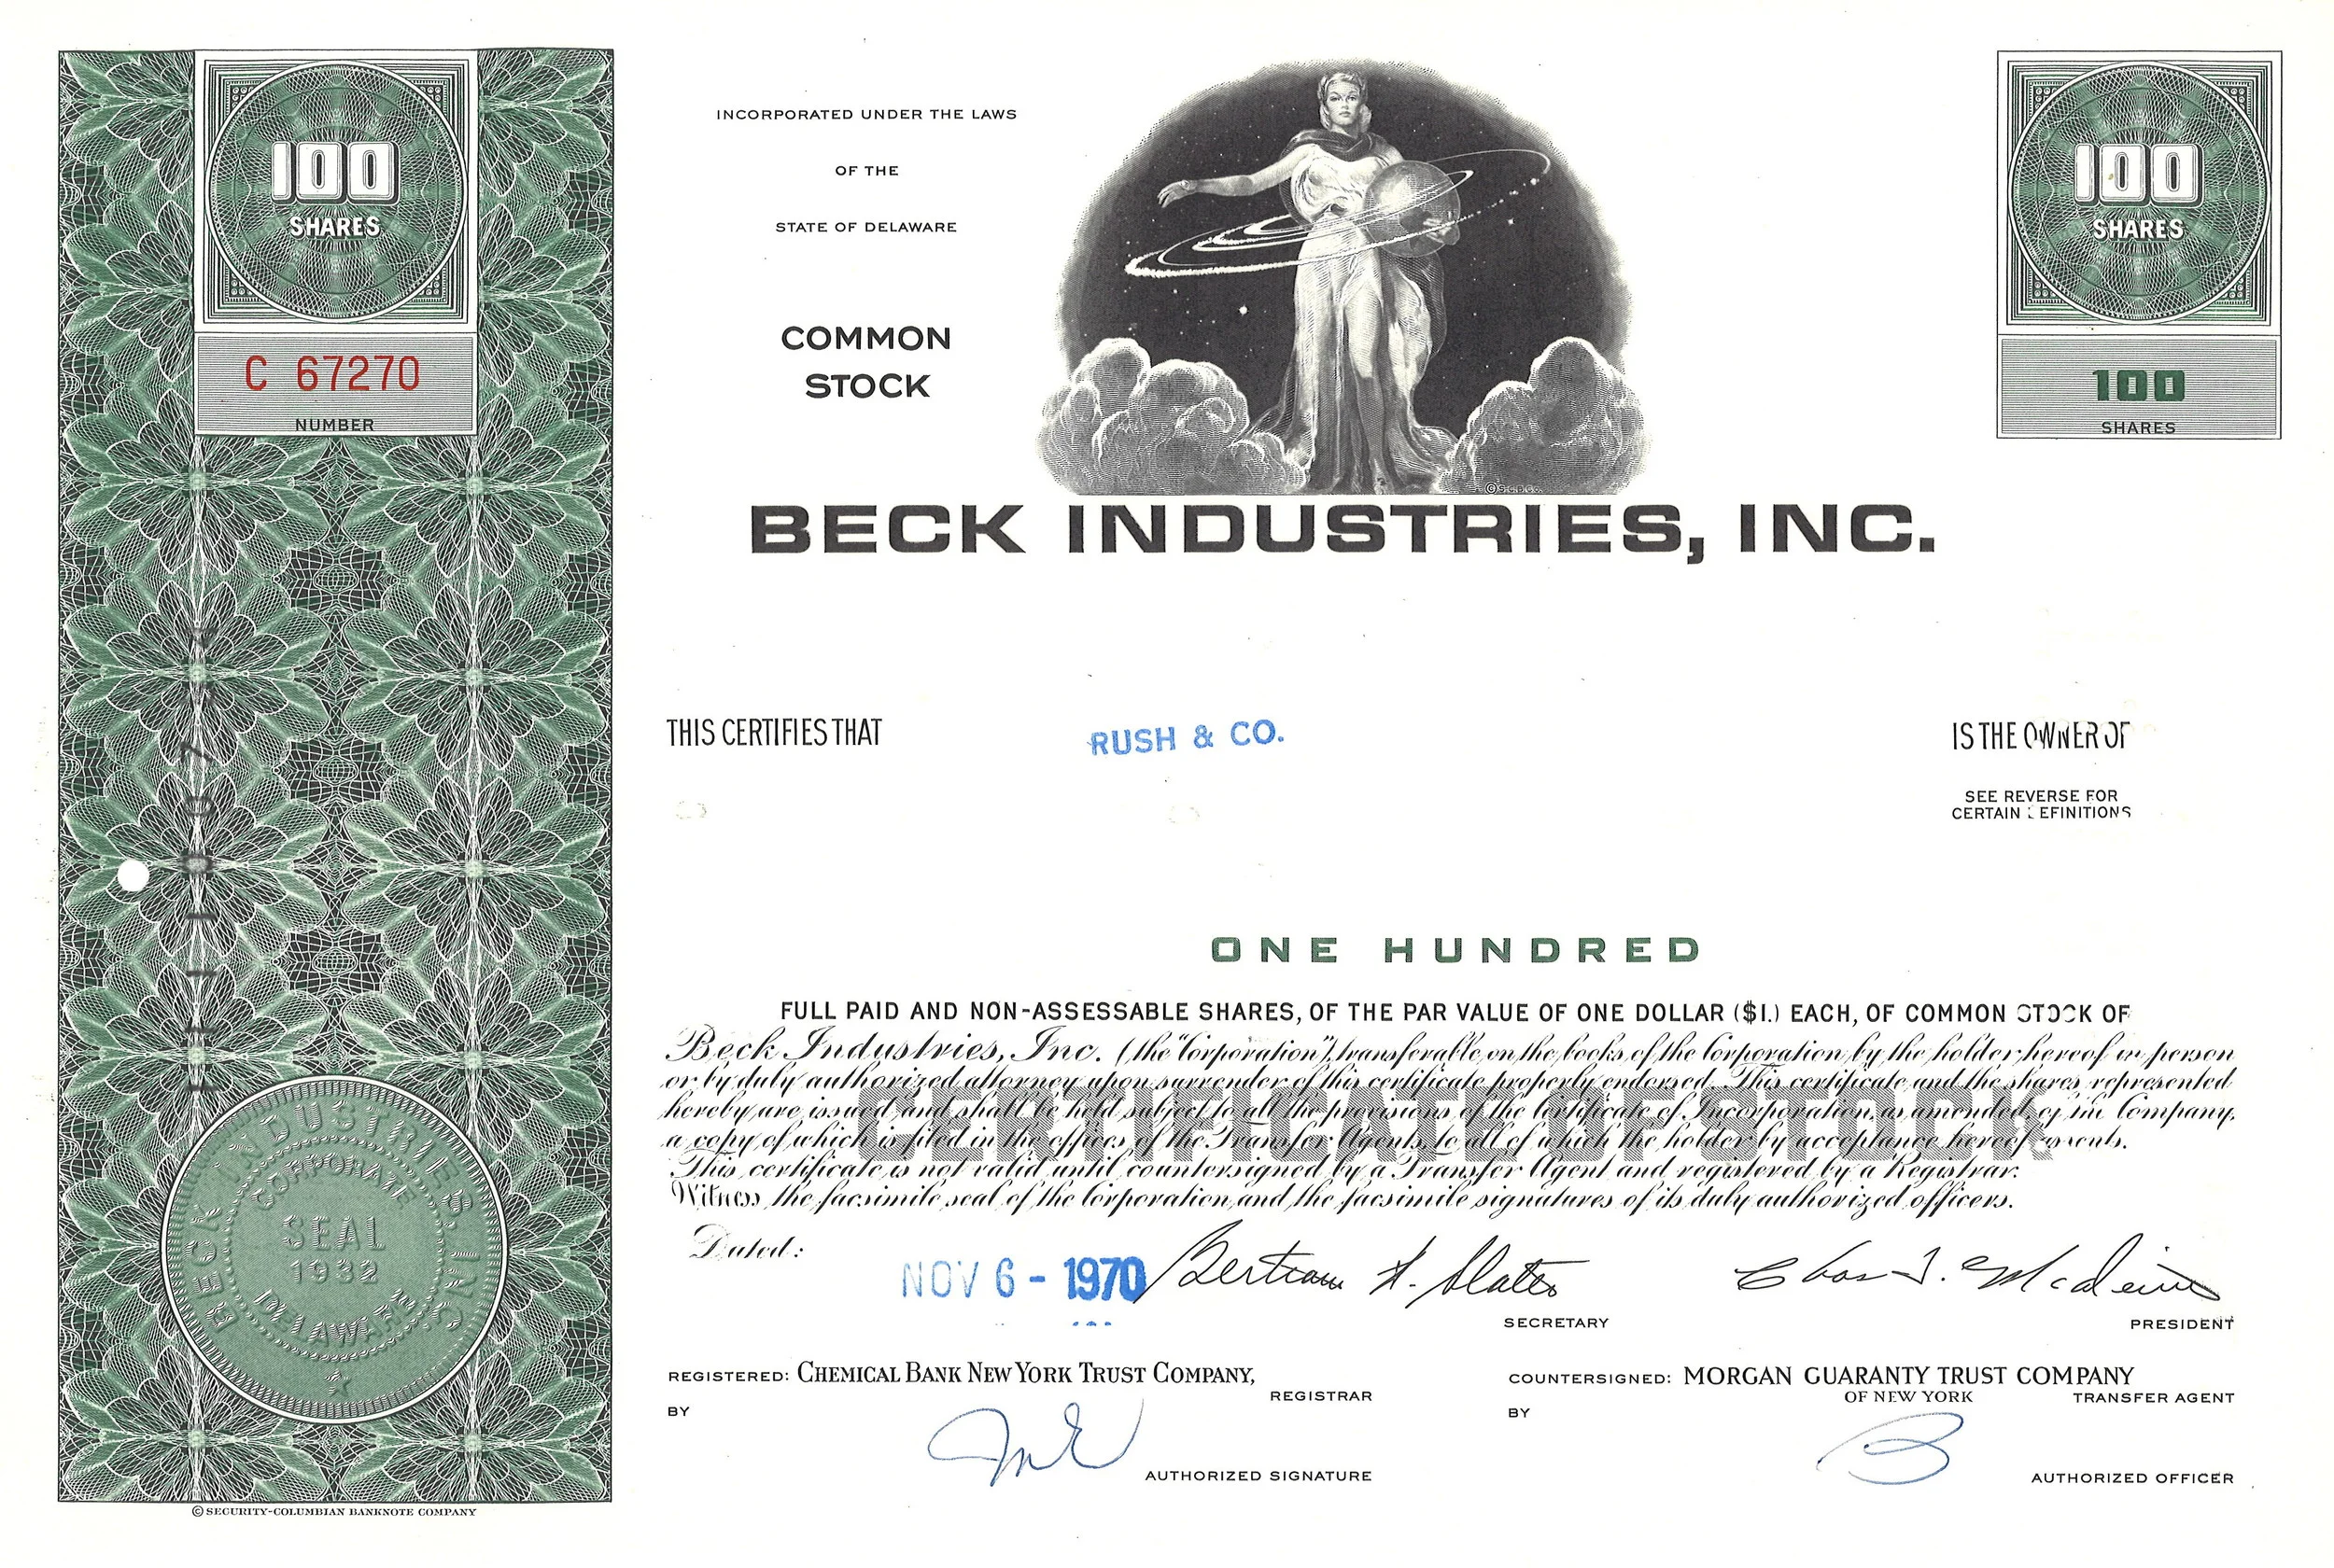 100
SHARES
C 67270
NUMBER
INCORPORATED UNDER THE LAWS
OF THE
STATE OF DELAWARE
COMMON
STOCK
© S.C.B.Co.
100
SHARES
100
SHARES
BECK INDUSTRIES, INC.
THIS CERTIFIES THAT
RUSH & CO.
IS THE OWNER OF
SEE REVERSE FOR
CERTAIN DEFINITIONS
ONE HUNDRED
FULL PAID AND NON-ASSESSABLE SHARES, OF THE PAR VALUE OF ONE DOLLAR ($1.) EACH, OF COMMON STOCK OF
Beck Industries, Inc. (the "Corporation"), transferable on the books of the Corporation by the holder hereof in person
or by duly authorized attorney upon surrender of this certificate properly endorsed. This certificate and the shares represented
hereby are issued and shall be held subject to all the provisions of the Certificate of Incorporation, as amended, of the Company,
a copy of which is filed in the offices of the Transfer Agents, to all of which the holder by acceptance hereof assents.
This certificate is not valid until countersigned by a Transfer Agent and registered by a Registrar.
Witness the facsimile seal of the Corporation and the facsimile signatures of its duly authorized officers.
CERTIFICATE OF STOCK
Dated:
NOV 6 - 1970
Bertram H. Slater
SECRETARY
PRESIDENT
REGISTERED: CHEMICAL BANK NEW YORK TRUST COMPANY,
REGISTRAR
BY
AUTHORIZED SIGNATURE
COUNTERSIGNED: MORGAN GUARANTY TRUST COMPANY
OF NEW YORK
TRANSFER AGENT
BY
AUTHORIZED OFFICER
BECK INDUSTRIES, INC.
CORPORATE
SEAL
1932
DELAWARE
© SECURITY-COLUMBIAN BANKNOTE COMPANY